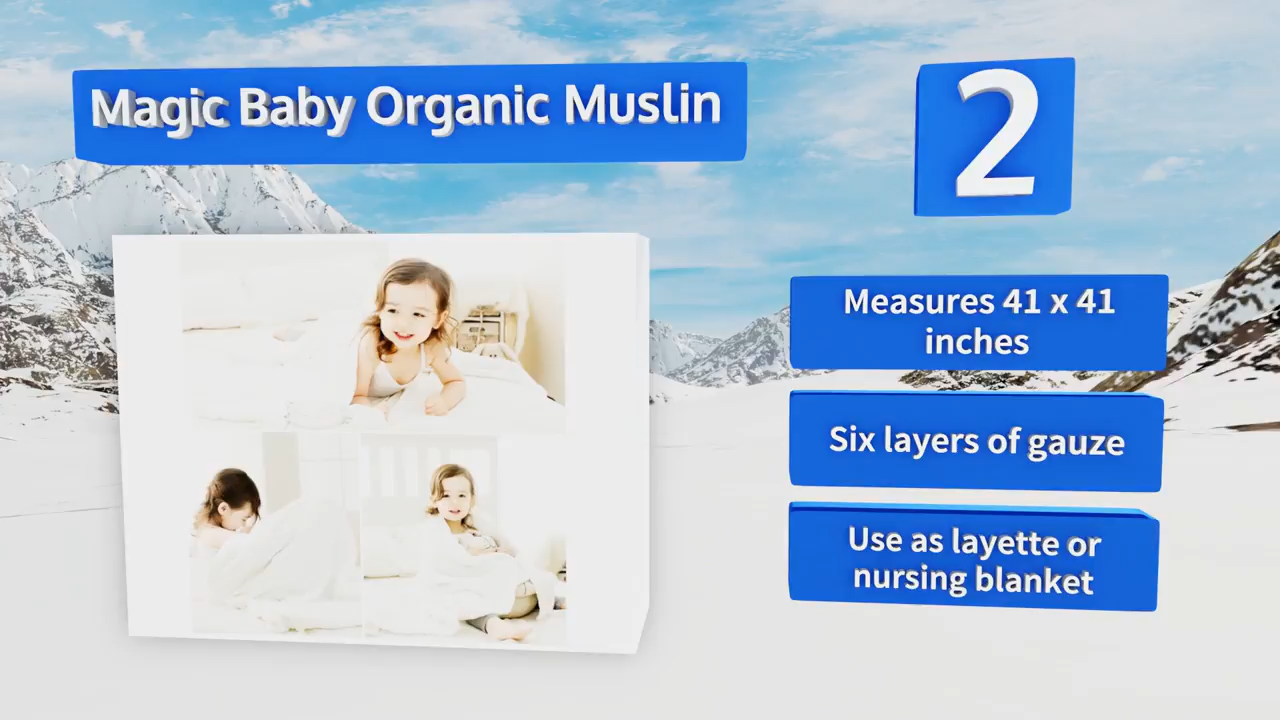 Magic Baby Organic Muslin
2
Measures 41 x 41
inches
Six layers of gauze
Use as layette or
nursing blanket